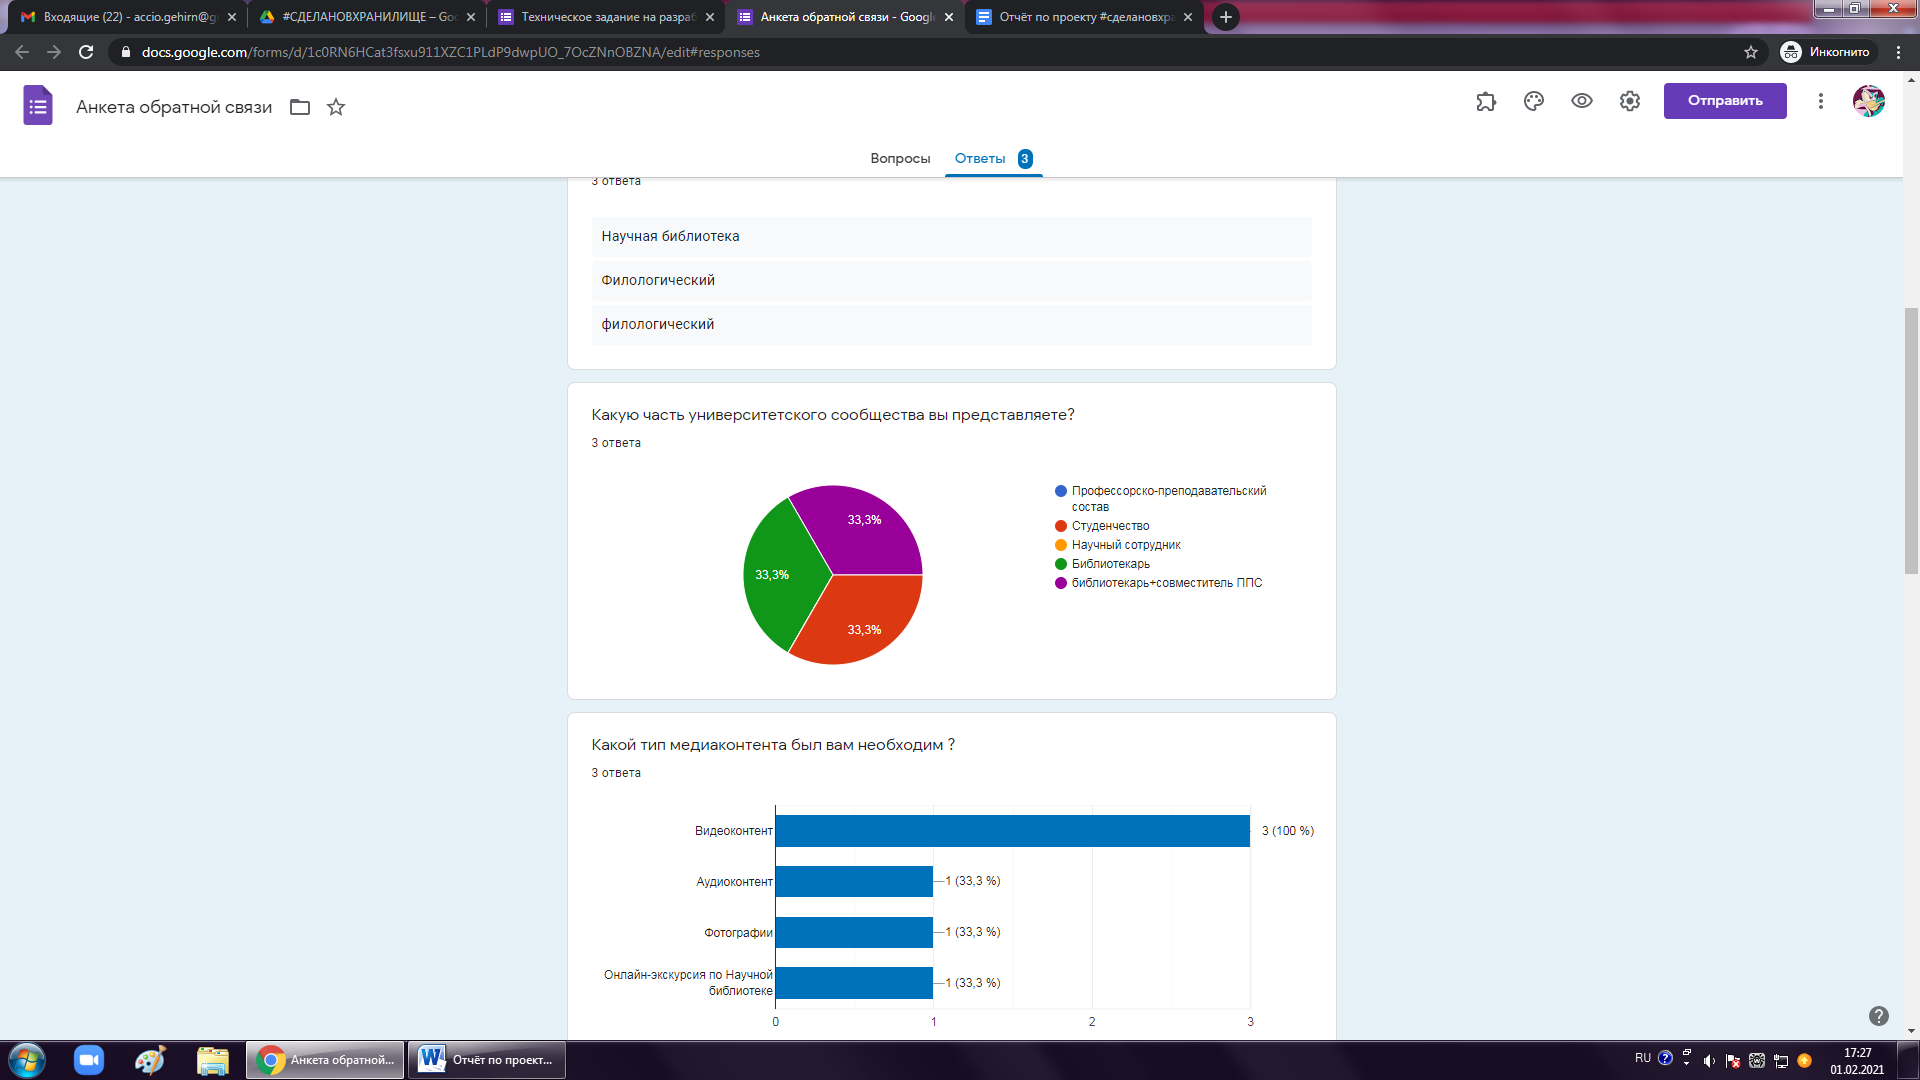 Входящие (22) - accio.gehirn@g
#СДЕЛАНОВХРАНИЛИЩЕ – Goo
Техническое задание на разраб
Анкета обратной связи - Google
Отчёт по проекту #сделановхра
docs.google.com/forms/d/1c0RN6HCat3fsxu911XZC1PLdP9dwpUO_7OcZNnOBZNA/edit#responses
Инкогнито
Анкета обратной связи
Отправить
Вопросы
Ответы 3
3 ответа
Научная библиотека
Филологический
филологический
Какую часть университетского сообщества вы представляете?
3 ответа
33,3%
33,3%
33,3%
Профессорско-преподавательский
состав
Студенчество
Научный сотрудник
Библиотекарь
библиотекарь+совместитель ППС
Какой тип медиаконтента был вам необходим ?
3 ответа
Видеоконтент
3 (100 %)
Аудиоконтент
1 (33,3 %)
Фотографии
1 (33,3 %)
Онлайн-экскурсия по Научной
библиотеке
1 (33,3 %)
0 1 2 3
Анкета обратной...
Отчёт по проект...
RU
17:27
01.02.2021